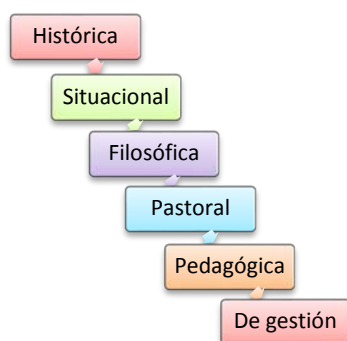 Histórica
Situacional
Filosófica
Pastoral
Pedagógica
De gestión